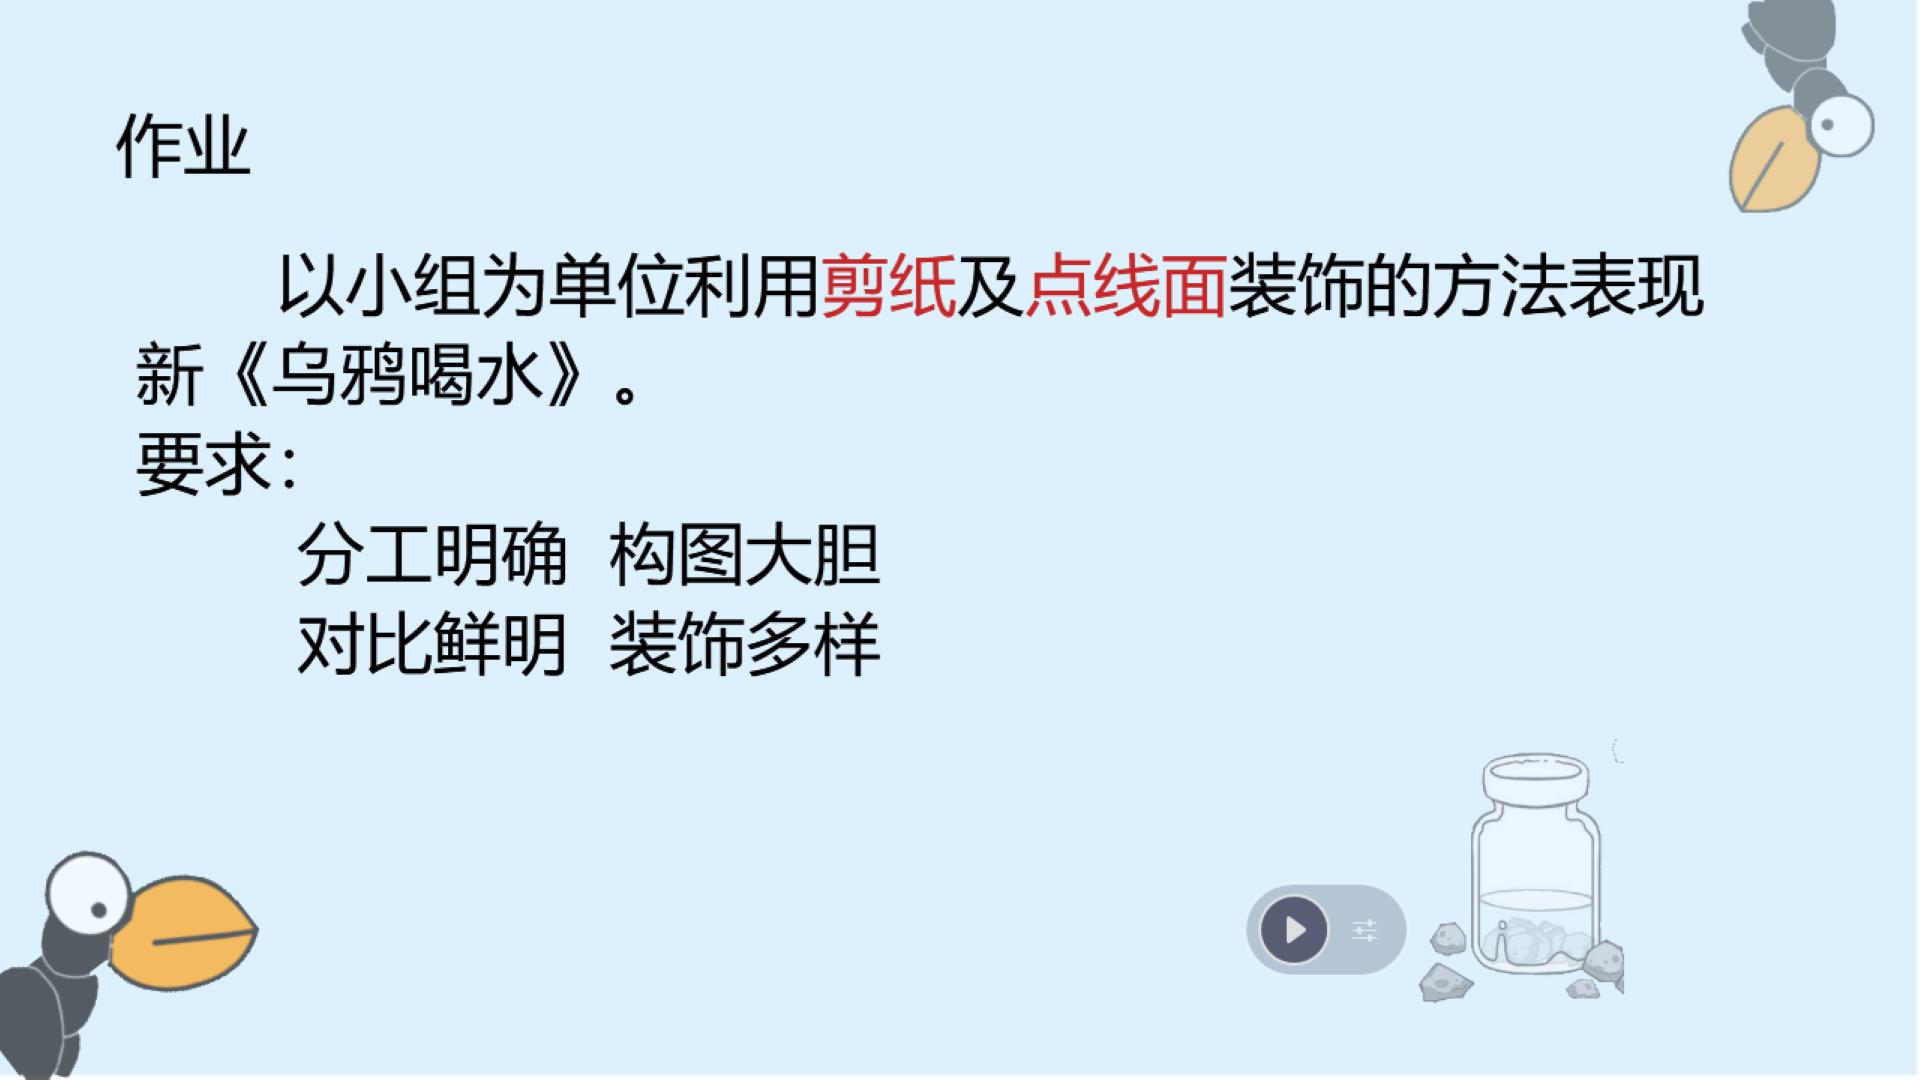 作业
以小组为单位利用剪纸及点线面装饰的方法表现
新《乌鸦喝水》。
要求：
分工明确 构图大胆
对比鲜明 装饰多样